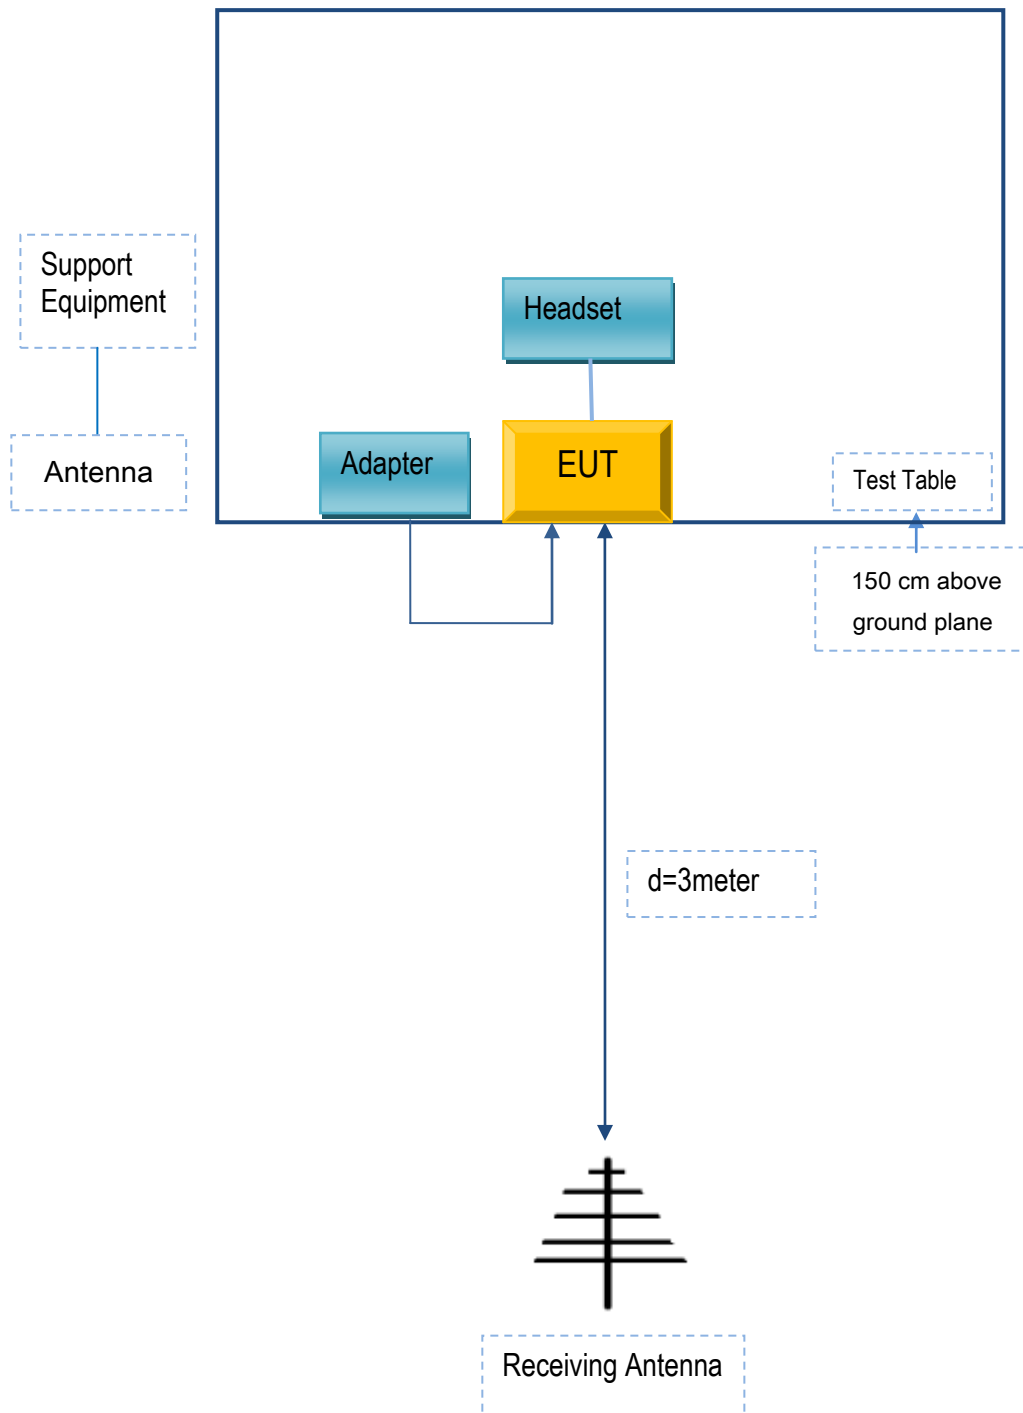 Support
Equipment
Headset
Antenna
Adapter
EUT
Test Table
150 cm above
ground plane
d=3meter
Receiving Antenna